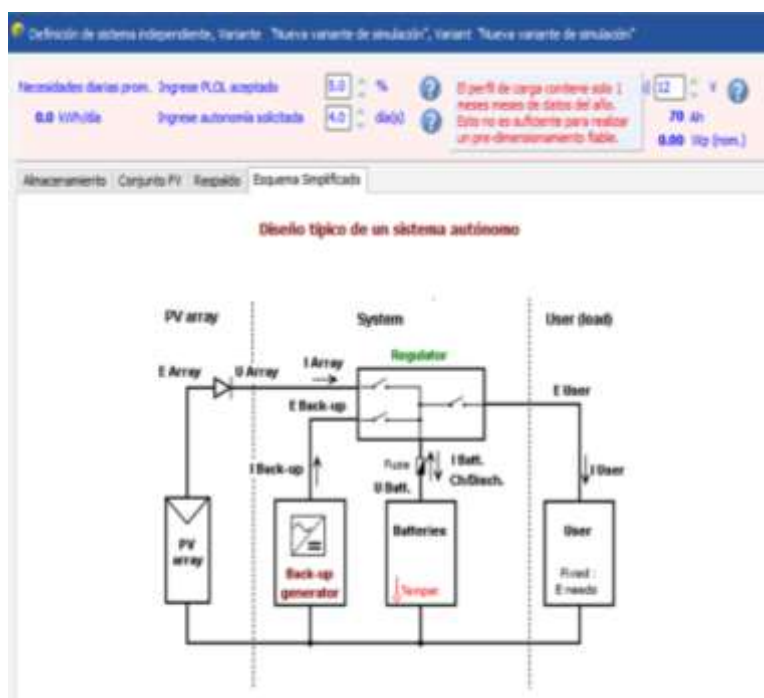 Definición de sistema independiente, Variante "Nueva variante de simulación", Variant "Nueva variante de simulación"
Necesidades diarias prom. Ingrese PLOL aceptado 5.0 %
0.0 kWh/día Ingrese autonomía solicitada 4.0 día(s)
El perfil de carga contiene solo 1
meses meses de datos del año.
Esto no es suficiente para realizar
un pre-dimensionamiento fiable.
12 V
70 Ah
0.00 Wp (nom.)
Almacenamiento Conjunto FV Respaldo Esquema Simplificado
Diseño típico de un sistema autónomo
PV array System User (load)
E Array U Array I Array Regulator
E Back-up E User
I Back-up Fuse I Batt.
U Batt. Ch/Disch. I User
PV
array
Back-up
generator
Batteries
Temper.
User
Fixed :
E needs